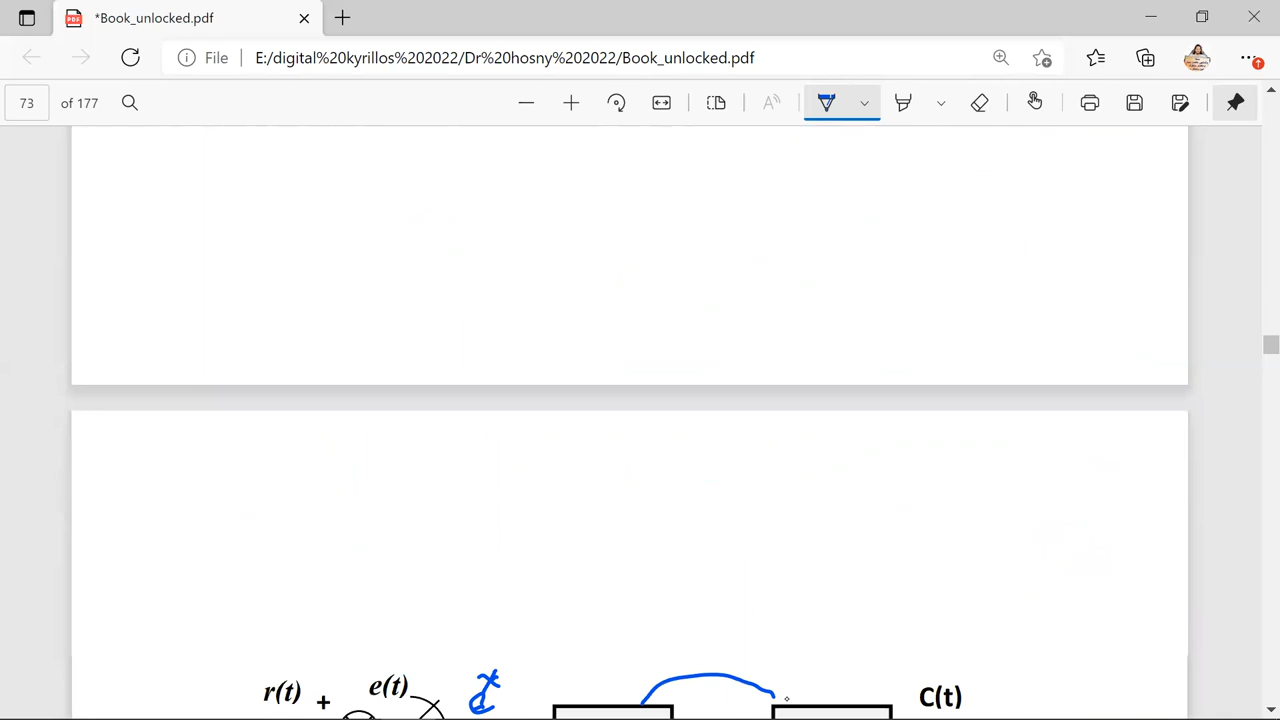 *Book_unlocked.pdf
File
E:/digital%20kyrillos%202022/Dr%20hosny%202022/Book_unlocked.pdf
73 of 177
r(t) + e(t) C(t)